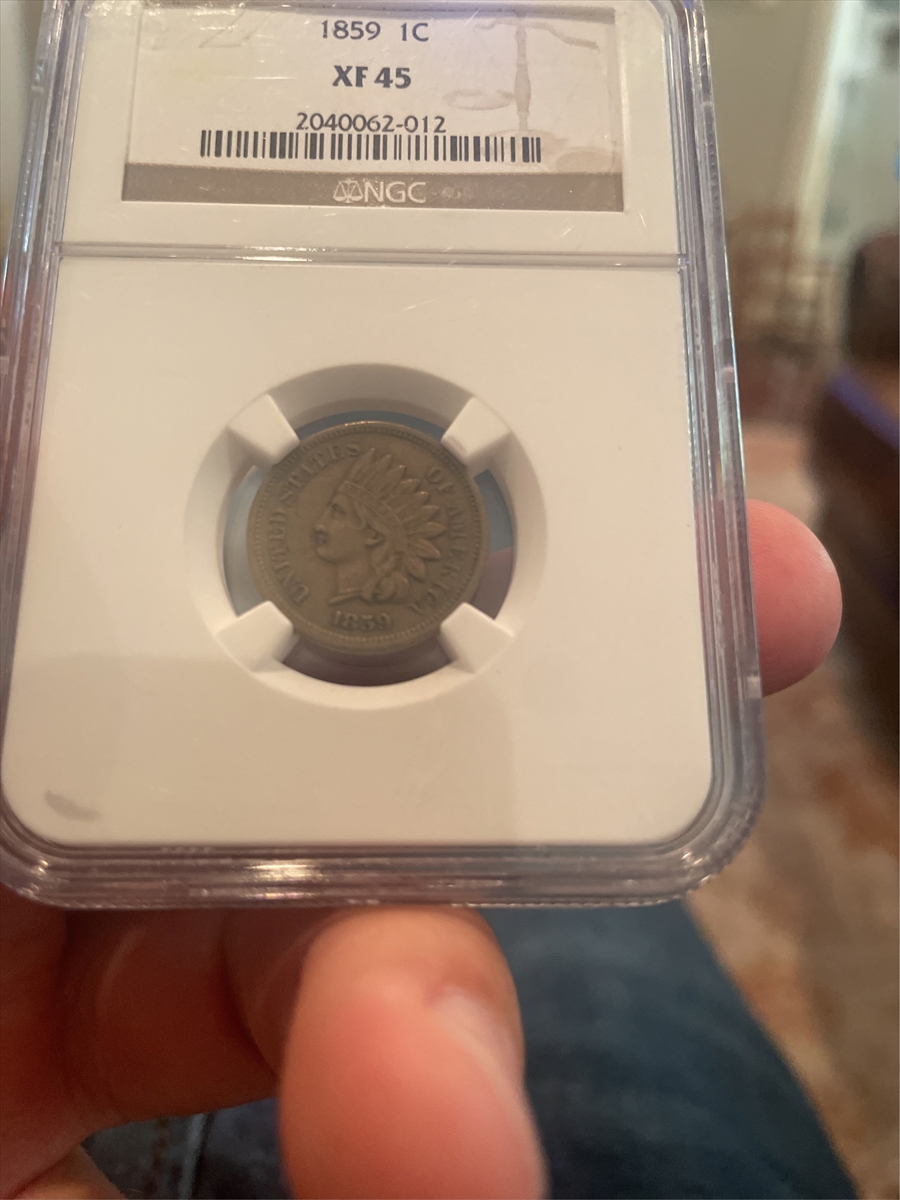 1859 1C
XF 45
2040062-012
NGC
UNITED STATES OF AMERICA
1859